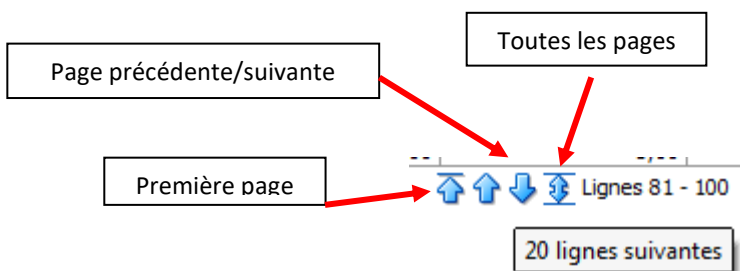 Toutes les pages
Page précédente/suivante
Première page
Lignes 81 - 100
20 lignes suivantes